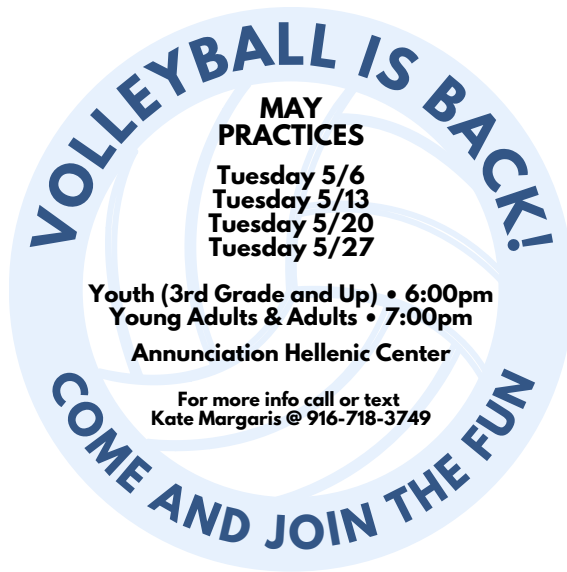 VOLLEYBALL IS BACK!
MAY
PRACTICES
Tuesday 5/6
Tuesday 5/13
Tuesday 5/20
Tuesday 5/27
Youth (3rd Grade and Up) • 6:00pm
Young Adults & Adults • 7:00pm
Annunciation Hellenic Center
For more info call or text
Kate Margaris @ 916-718-3749
COME AND JOIN THE FUN